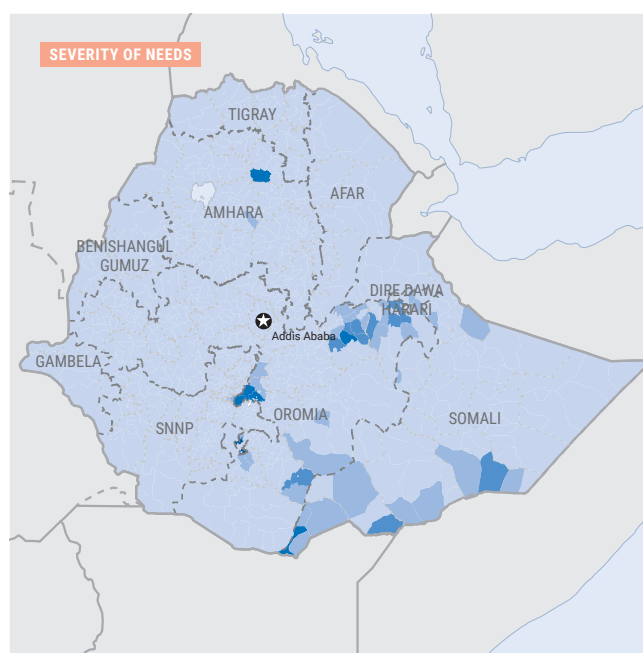 SEVERITY OF NEEDS
TIGRAY
AFAR
AMHARA
BENISHANGUL
GUMUZ
DIRE DAWA
HARARI
Addis Ababa
GAMBELA
OROMIA
SOMALI
SNNP